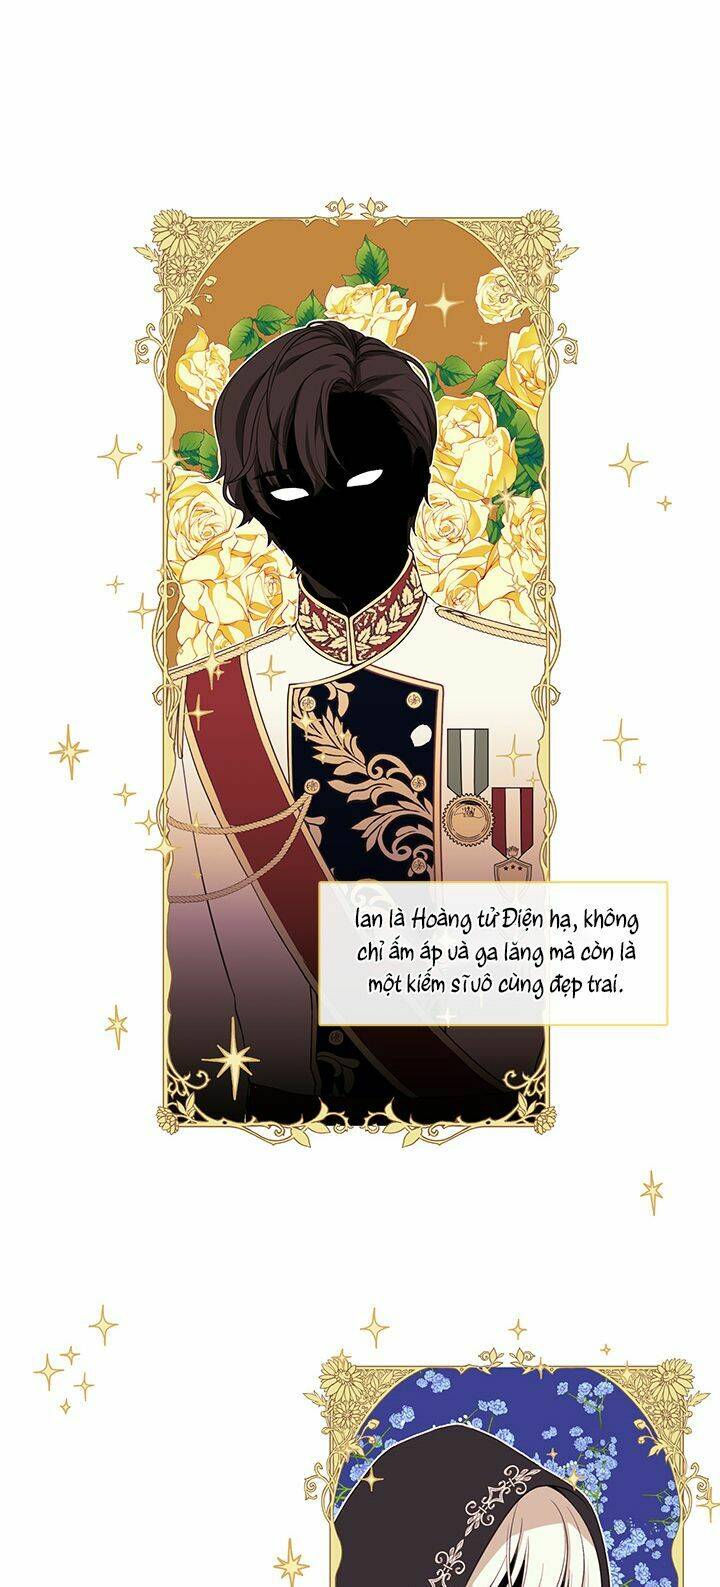 Ian là Hoàng tử Điện hạ, không
chỉ ấm áp và ga lăng mà còn là
một kiếm sĩ vô cùng đẹp trai.